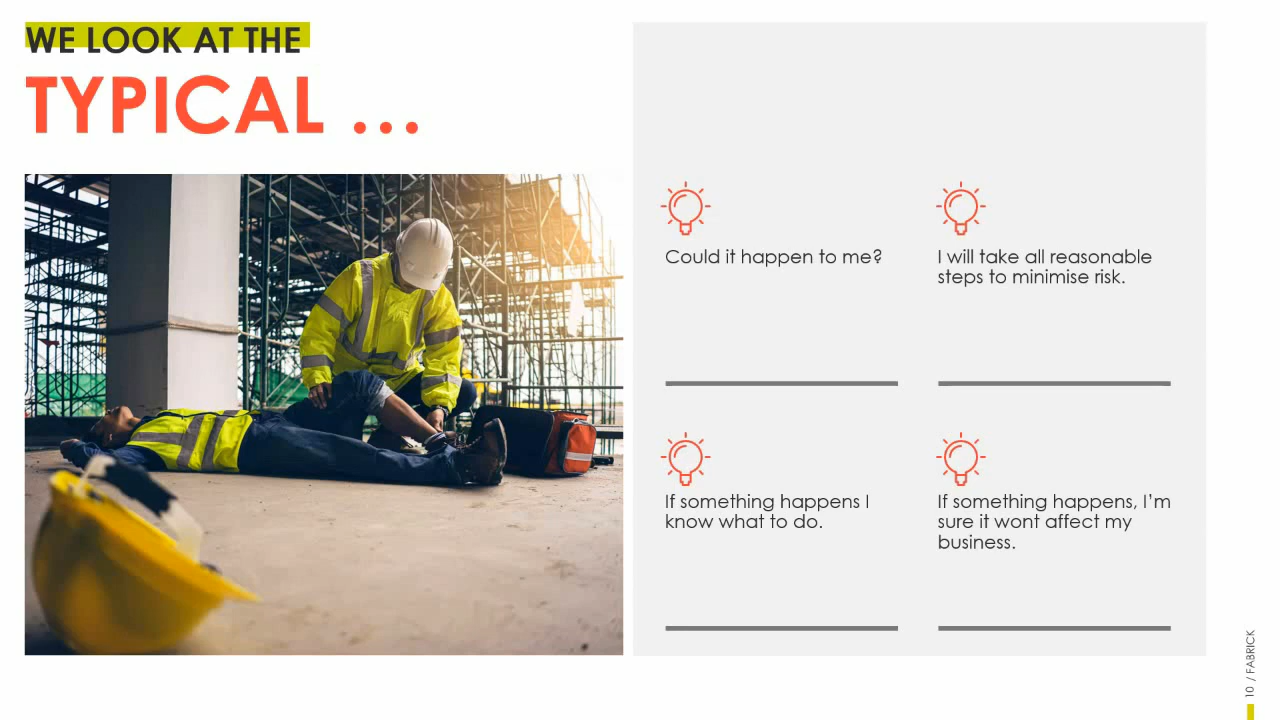 WE LOOK AT THE
TYPICAL ...
Could it happen to me?
I will take all reasonable
steps to minimise risk.
If something happens I
know what to do.
If something happens, I'm
sure it wont affect my
business.
10 / FABRICK